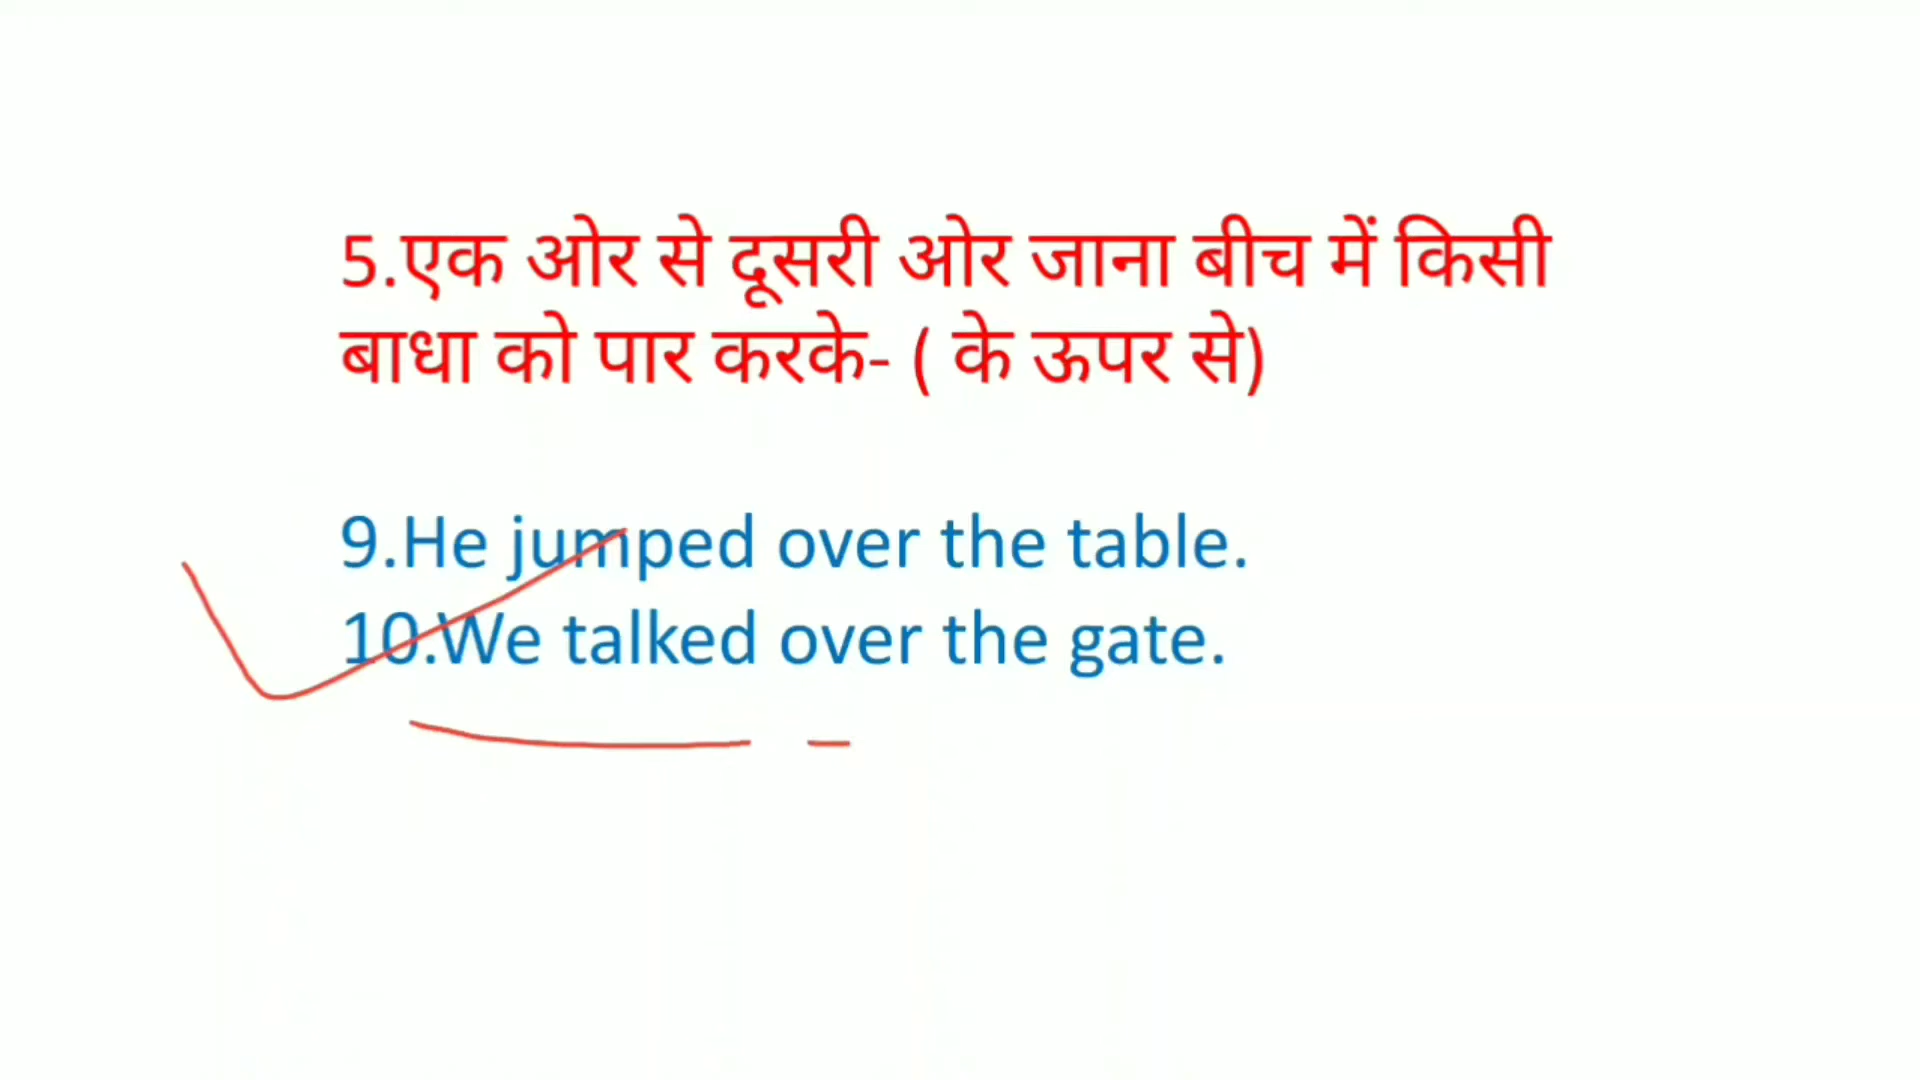 5.एक ओर से दूसरी ओर जाना बीच में किसी
बाधा को पार करके- ( के ऊपर से)
9.He jumped over the table.
10.We talked over the gate.